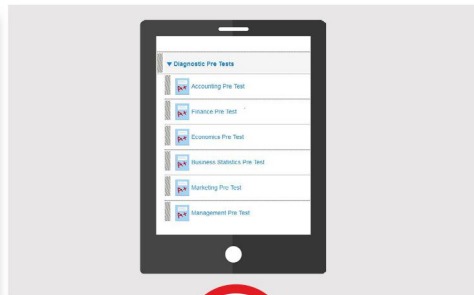 Diagnostic Pre Tests
Accounting Pre Test
Finance Pre Test
Economics Pre Test
Business Statistics Pre Test
Marketing Pre Test
Management Pre Test